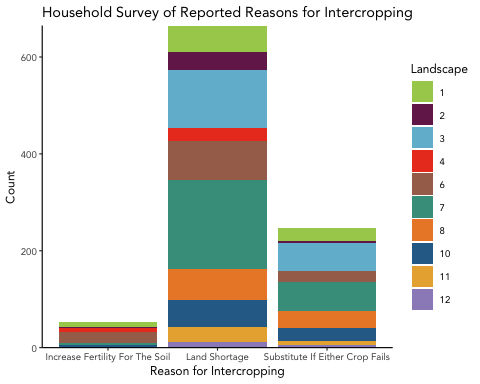 Household Survey of Reported Reasons for Intercropping
600
400
200
0
Count
Increase Fertility For The Soil
Land Shortage
Substitute If Either Crop Fails
Reason for Intercropping
Landscape
1
2
3
4
6
7
8
10
11
12